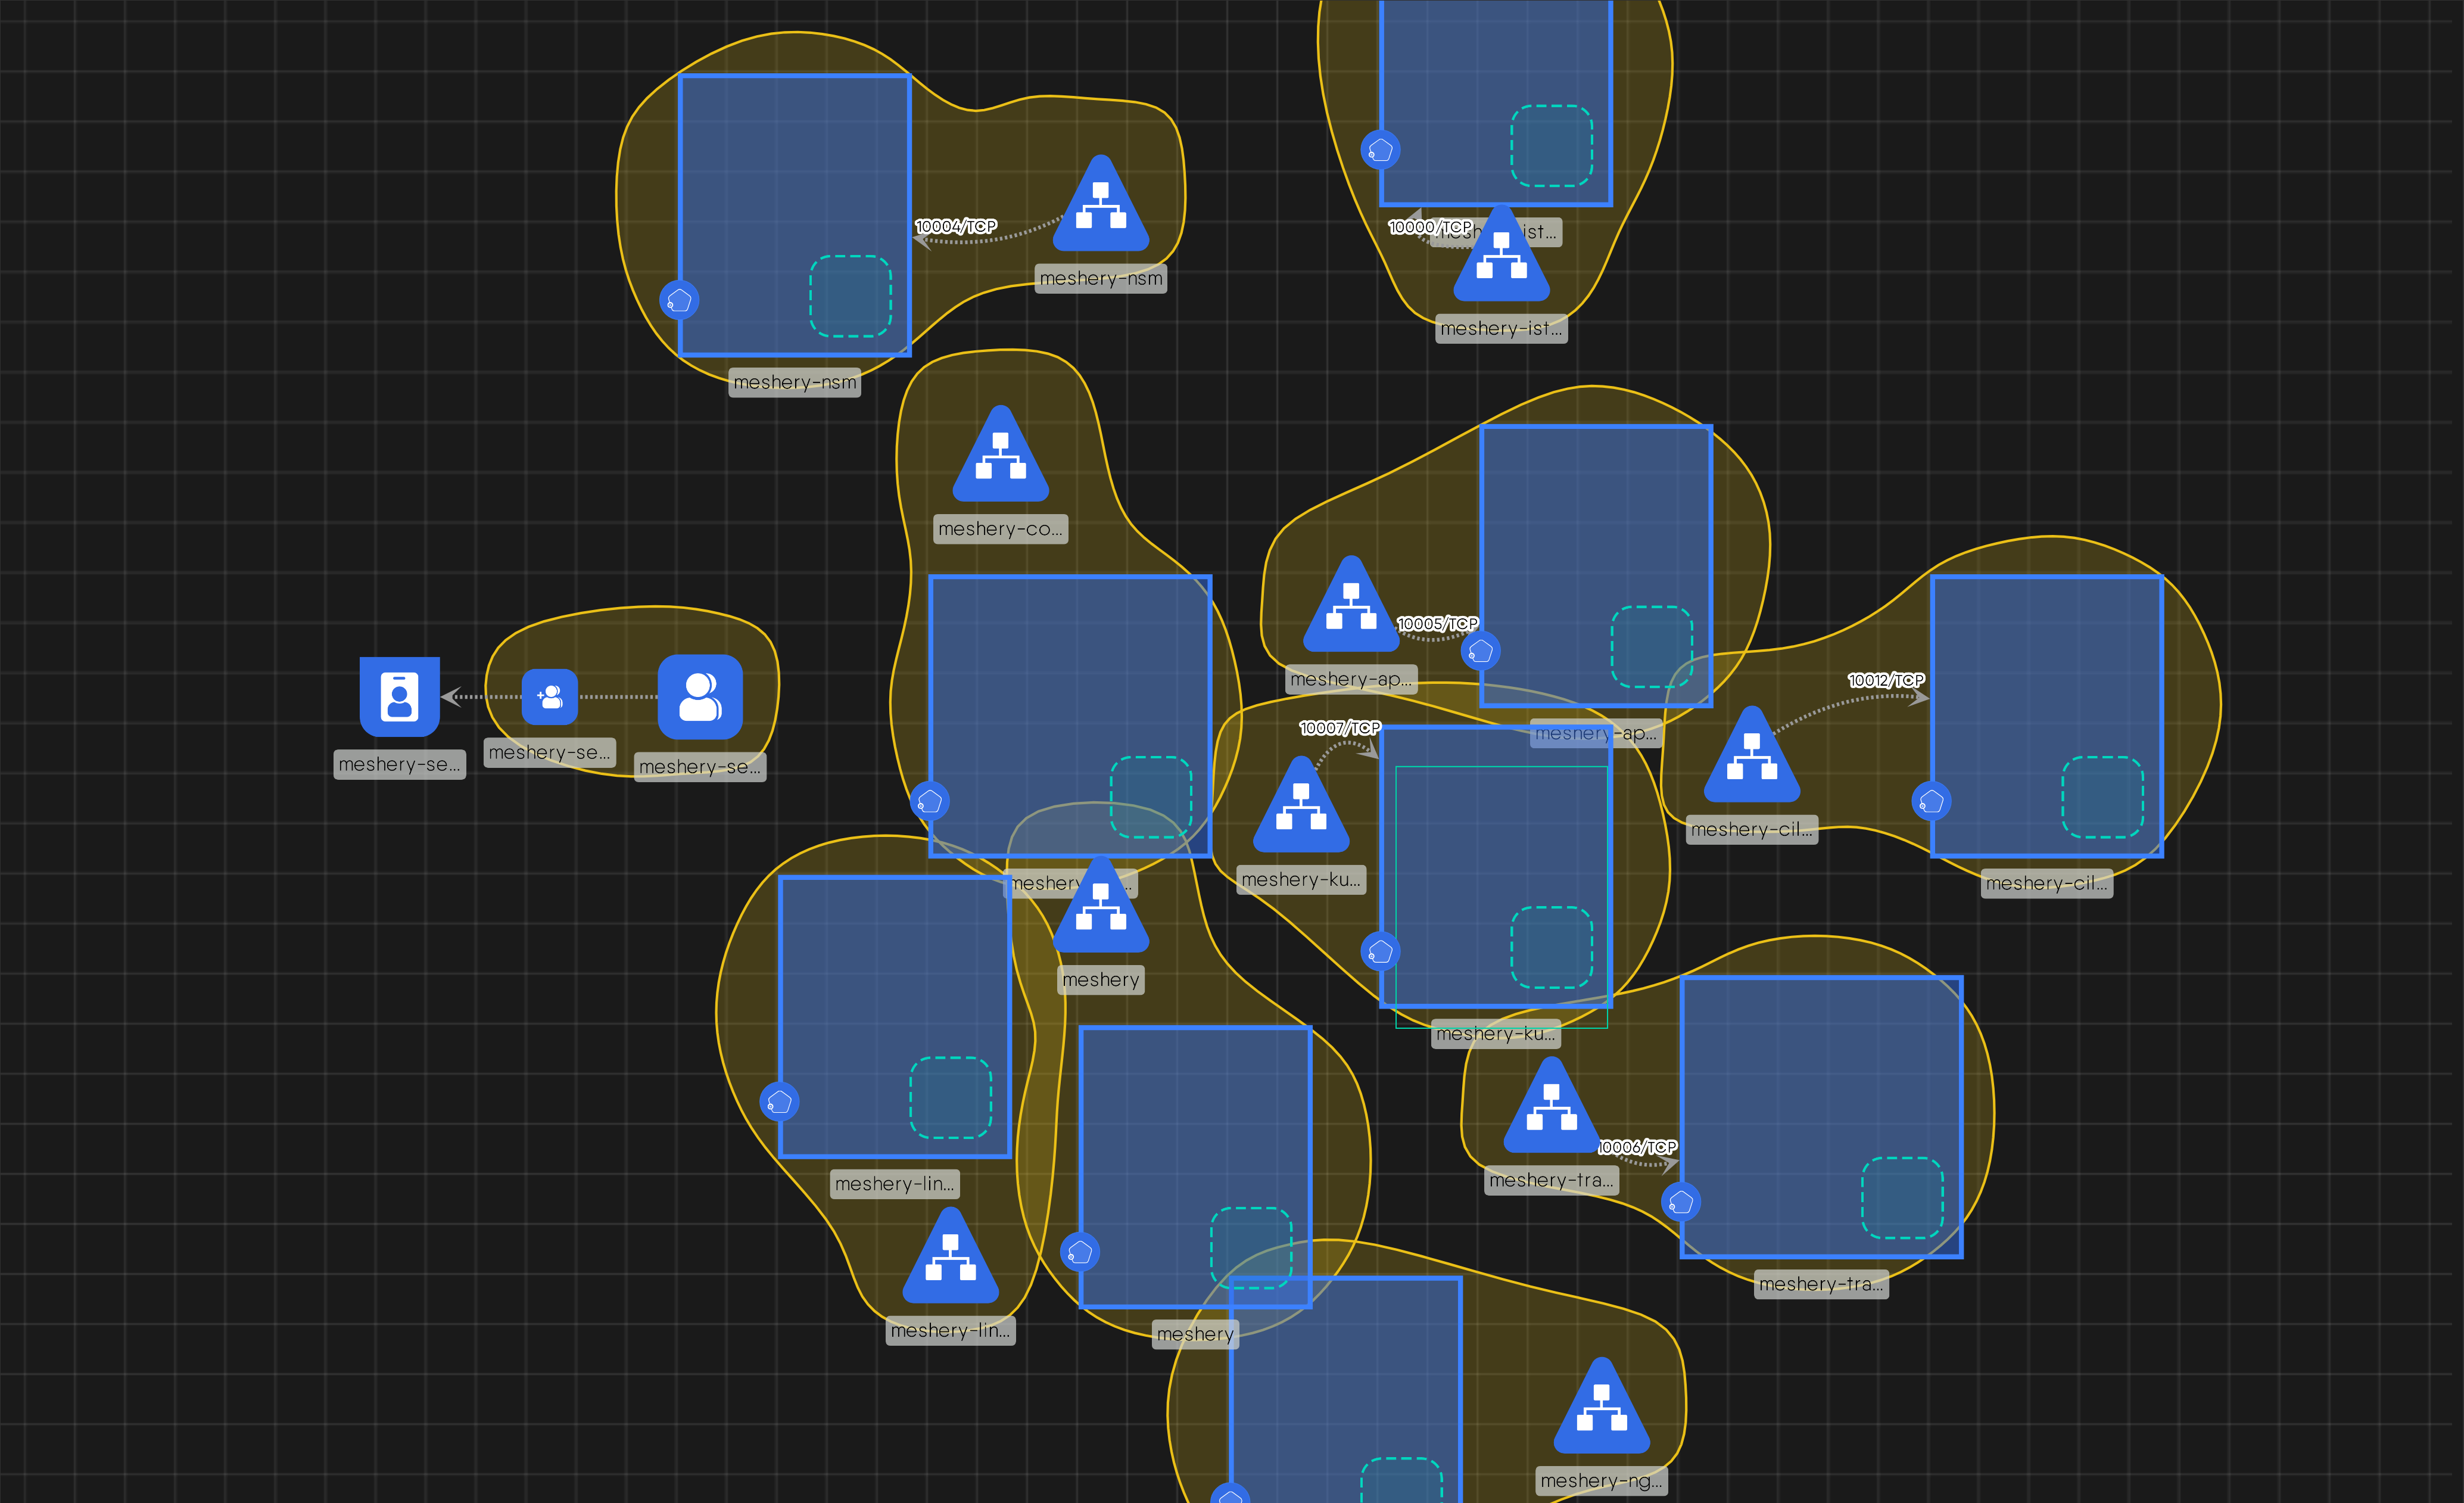 10004/TCP
meshery-nsm
meshery-nsm
10000/TCP
meshery-ist...
meshery-co...
10005/TCP
meshery-ap...
meshery-ap...
10012/TCP
meshery-cil...
meshery-cil...
meshery-se...
meshery-se...
meshery-se...
10007/TCP
meshery-ku...
meshery-ku...
meshery
meshery-lin...
meshery-lin...
meshery
10006/TCP
meshery-tra...
meshery-tra...
meshery-ng...